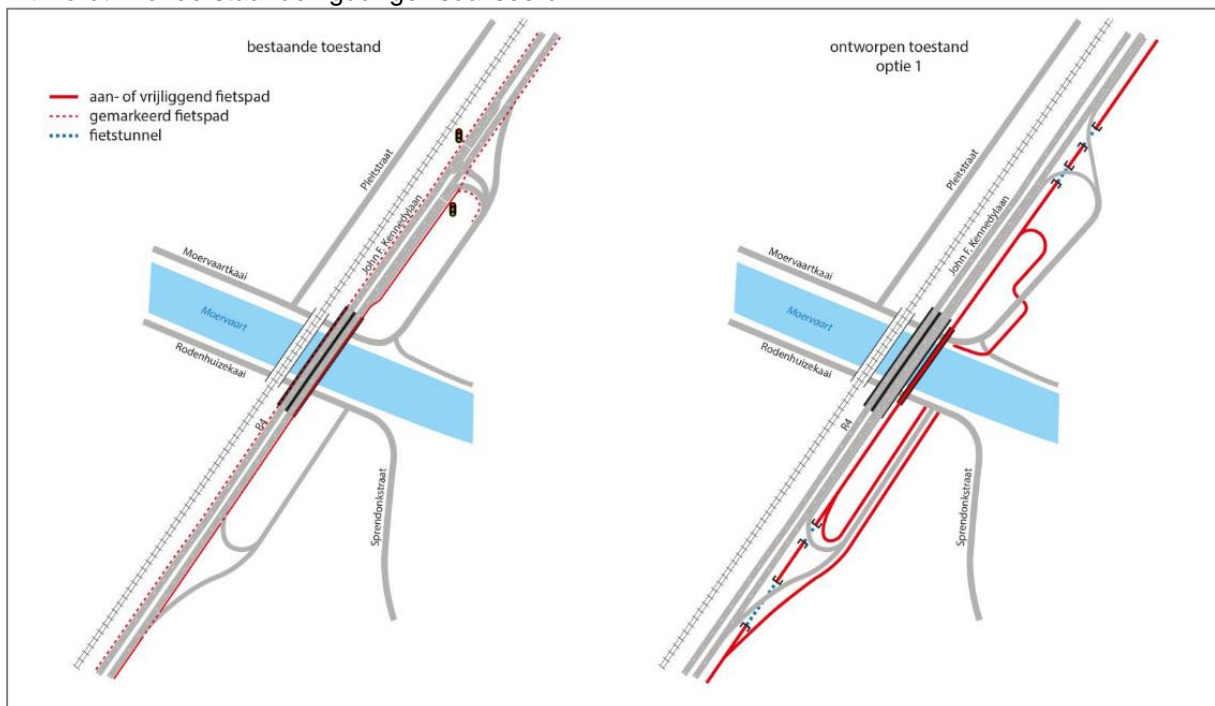 bestaande toestand
aan- of vrijliggend fietspad
gemarkeerd fietspad
fietstunnel
Pleitstraat
John F. Kennedylaan
Moervaartkaai
Moervaart
Rodenhuizekaai
R4
Sprendonkstraat
ontworpen toestand
optie 1
Pleitstraat
John F. Kennedylaan
Moervaartkaai
Moervaart
Rodenhuizekaai
R4
Sprendonkstraat